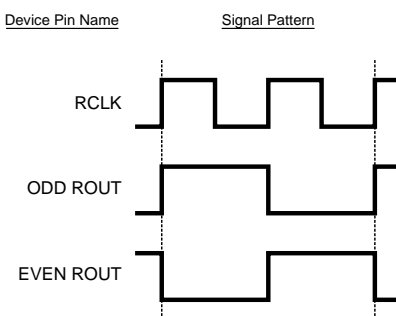 Device Pin Name Signal Pattern
RCLK
ODD ROUT
EVEN ROUT